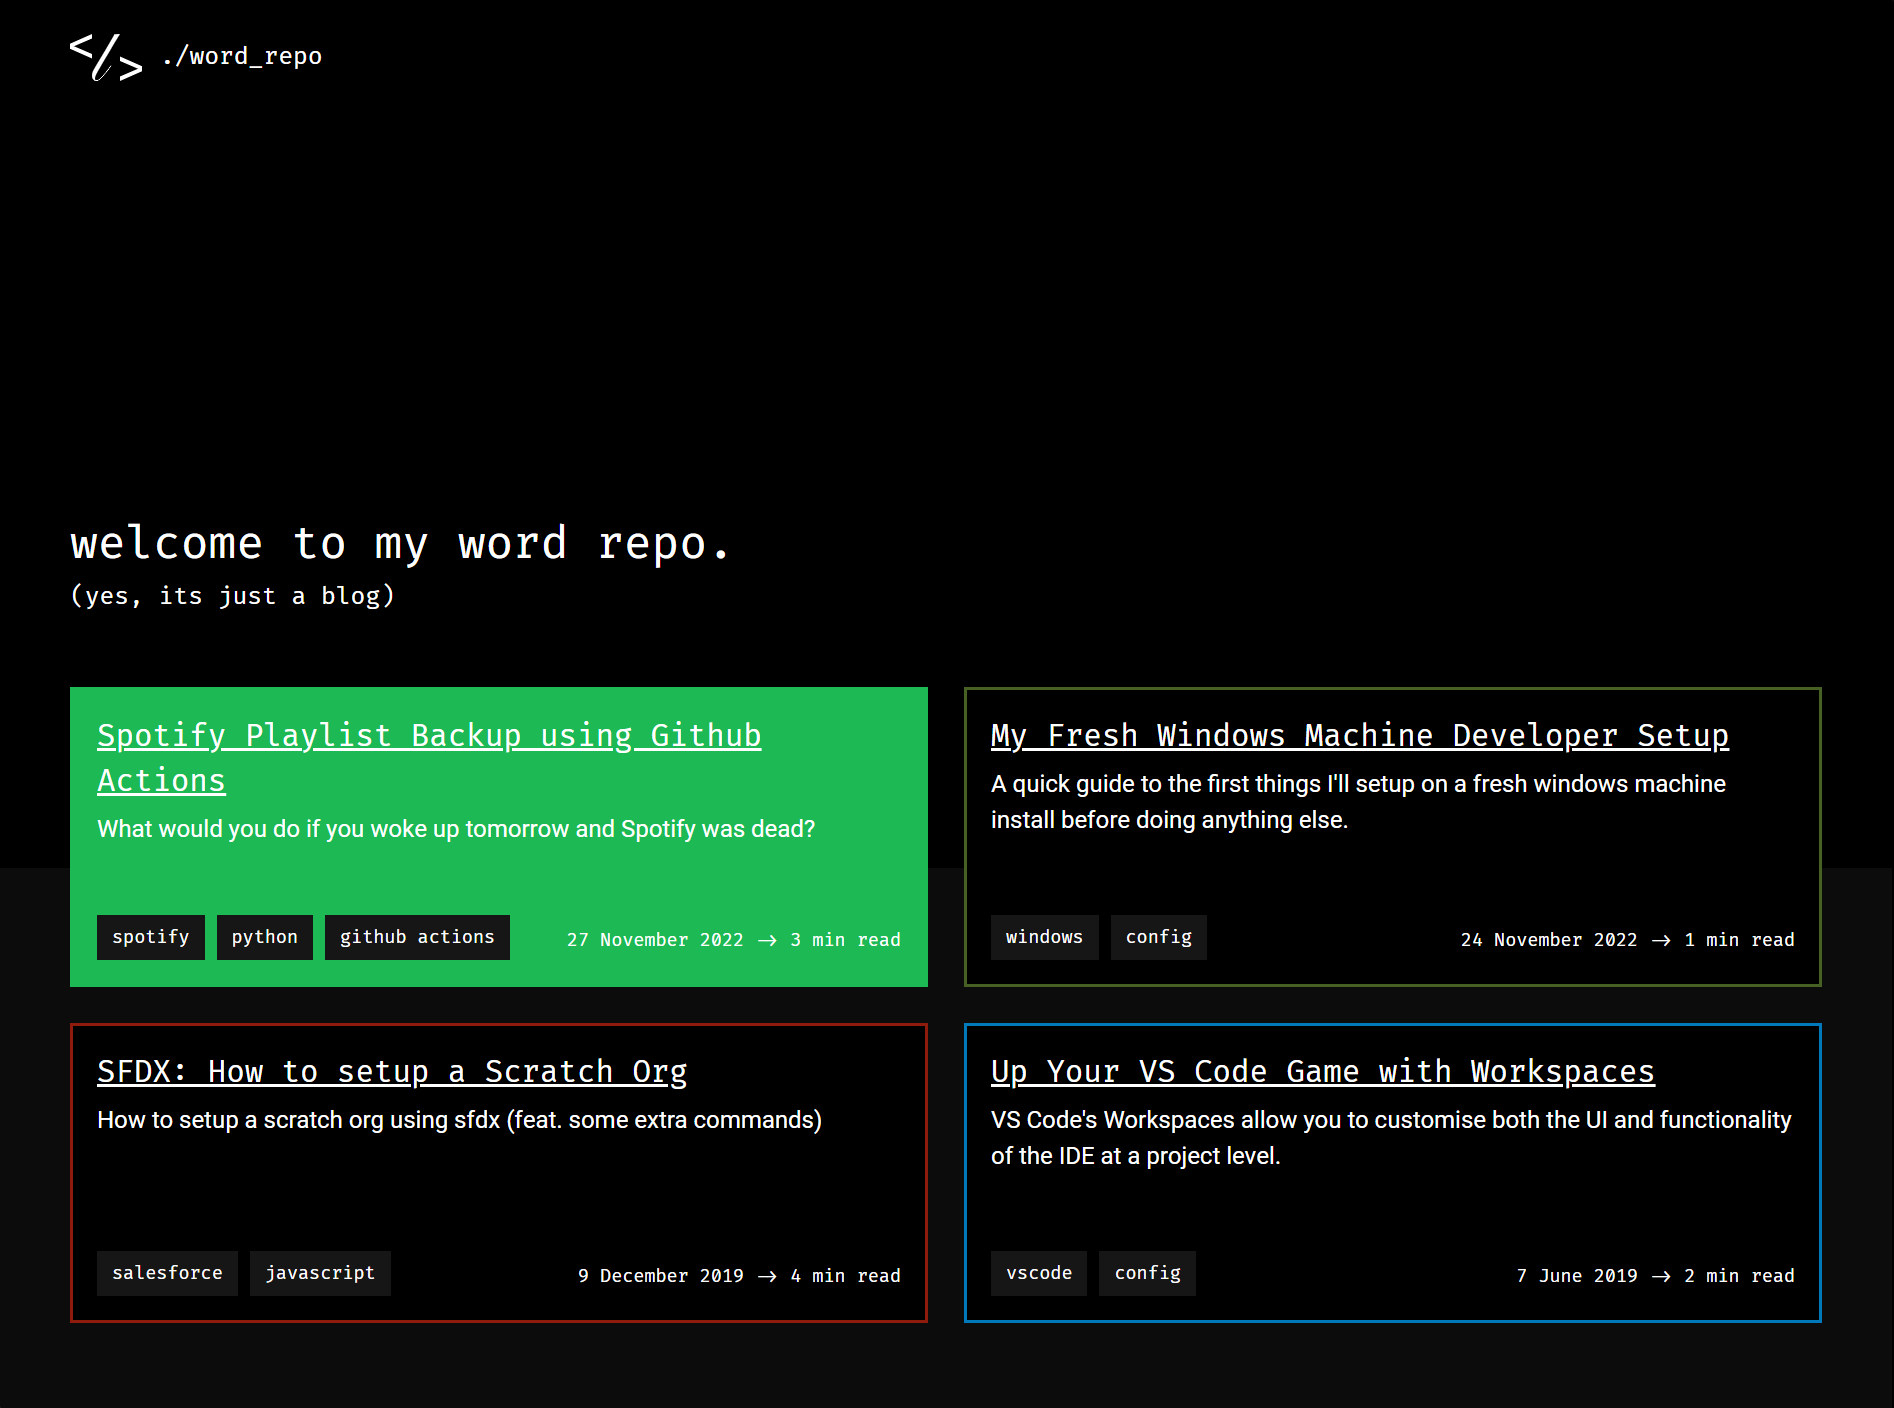 ./word_repo
welcome to my word repo.
(yes, its just a blog)
Spotify Playlist Backup using Github
Actions
What would you do if you woke up tomorrow and Spotify was dead?
spotify python github actions 27 November 2022 -> 3 min read
My Fresh Windows Machine Developer Setup
A quick guide to the first things I'll setup on a fresh windows machine
install before doing anything else.
windows config 24 November 2022 -> 1 min read
SFDX: How to setup a Scratch Org
How to setup a scratch org using sfdx (feat. some extra commands)
salesforce javascript 9 December 2019 -> 4 min read
Up Your VS Code Game with Workspaces
VS Code's Workspaces allow you to customise both the UI and functionality
of the IDE at a project level.
vscode config 7 June 2019 -> 2 min read